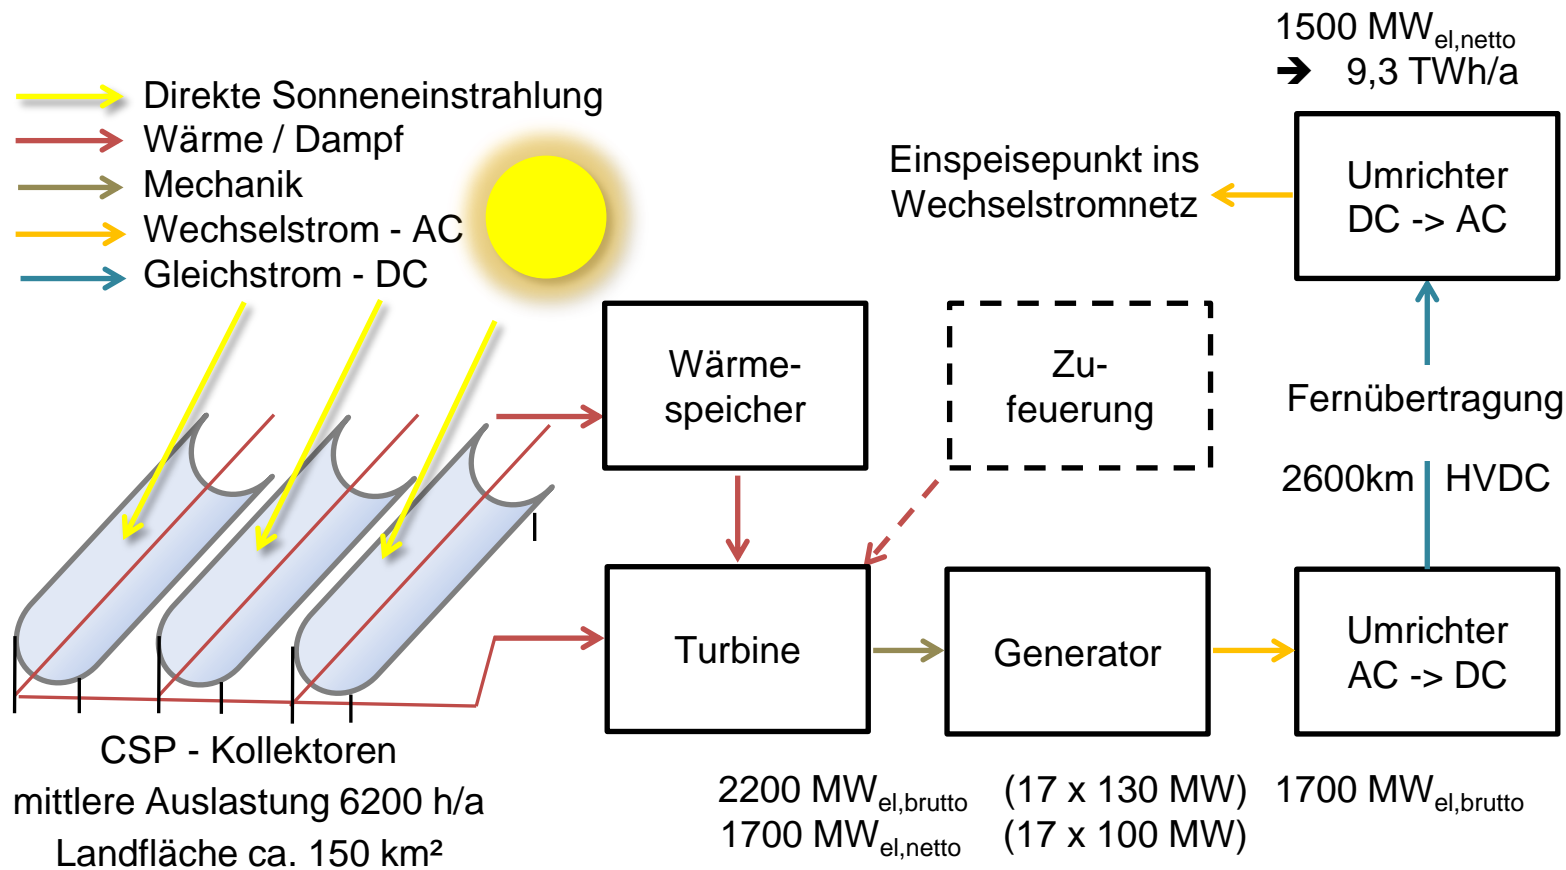 1500 MWel,netto
➔ 9,3 TWh/a
Direkte Sonneneinstrahlung
Wärme / Dampf
Mechanik
Wechselstrom - AC
Gleichstrom - DC
Einspeisepunkt ins
Wechselstromnetz
Umrichter
DC -> AC
Wärme-
speicher
Zu-
feuerung
Fernübertragung
2600km HVDC
Turbine
Generator
Umrichter
AC -> DC
CSP - Kollektoren
mittlere Auslastung 6200 h/a
Landfläche ca. 150 km²
2200 MWel,brutto (17 x 130 MW) 1700 MWel,brutto
1700 MWel,netto (17 x 100 MW)